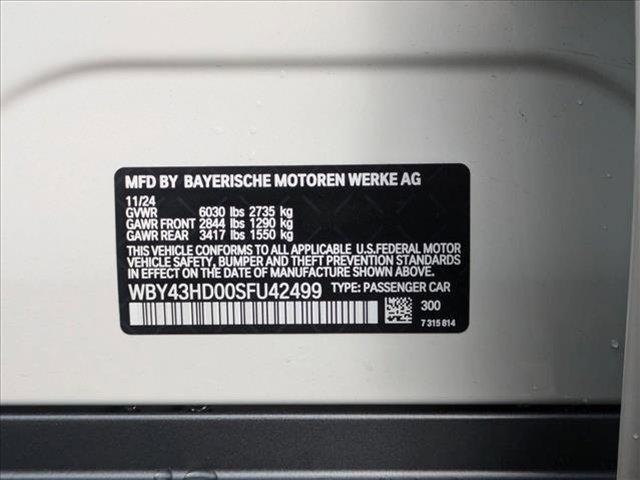 MFD BY BAYERISCHE MOTOREN WERKE AG
11/24
GVWR 6030 lbs 2735 kg
GAWR FRONT 2844 lbs 1290 kg
GAWR REAR 3417 lbs 1550 kg
THIS VEHICLE CONFORMS TO ALL APPLICABLE U.S.FEDERAL MOTOR
VEHICLE SAFETY, BUMPER AND THEFT PREVENTION STANDARDS
IN EFFECT ON THE DATE OF MANUFACTURE SHOWN ABOVE.
WBY43HD00SFU42499 TYPE: PASSENGER CAR
300
7 315 814